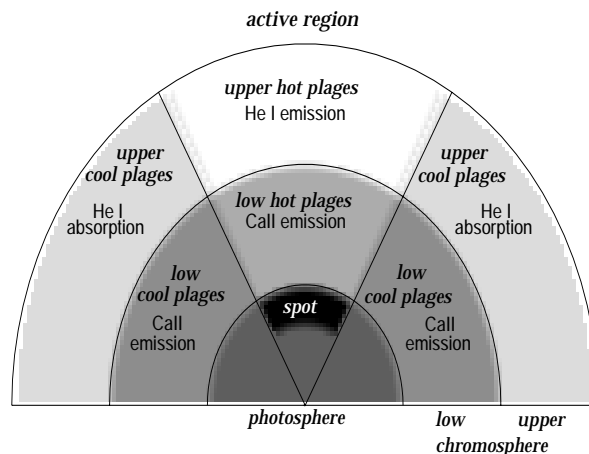 active region
upper hot plages
He I emission
upper
cool plages
He I
absorption
low hot plages
CaII emission
upper
cool plages
He I
absorption
low
cool plages
CaII
emission
spot
low
cool plages
CaII
emission
photosphere
low
upper
chromosphere